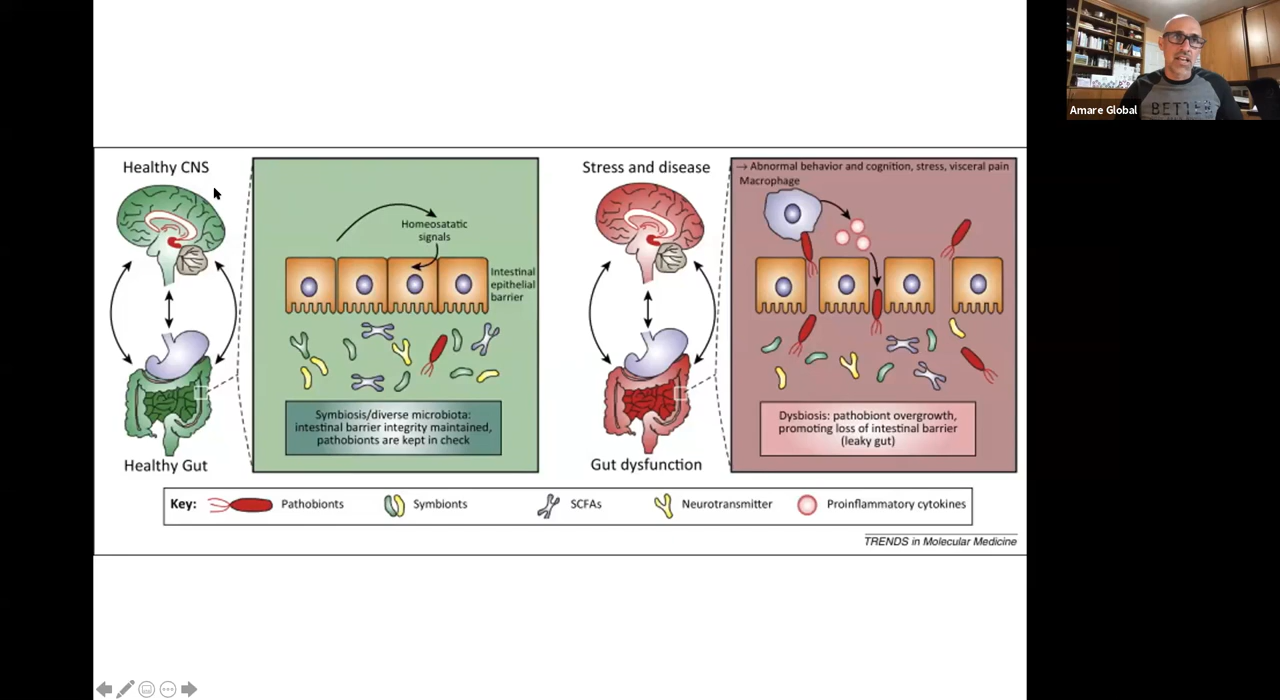 Healthy CNS
Homeosatatic
signals
Intestinal
epithelial
barrier
Symbiosis/diverse microbiota:
intestinal barrier integrity maintained,
pathobionts are kept in check
Healthy Gut
Stress and disease
→ Abnormal behavior and cognition, stress, visceral pain
Macrophage
Dysbiosis: pathobiont overgrowth,
promoting loss of intestinal barrier
(leaky gut)
Gut dysfunction
Key: Pathobionts Symbionts SCFAs Neurotransmitter Proinflammatory cytokines
TRENDS in Molecular Medicine
Amare Global
BETTER